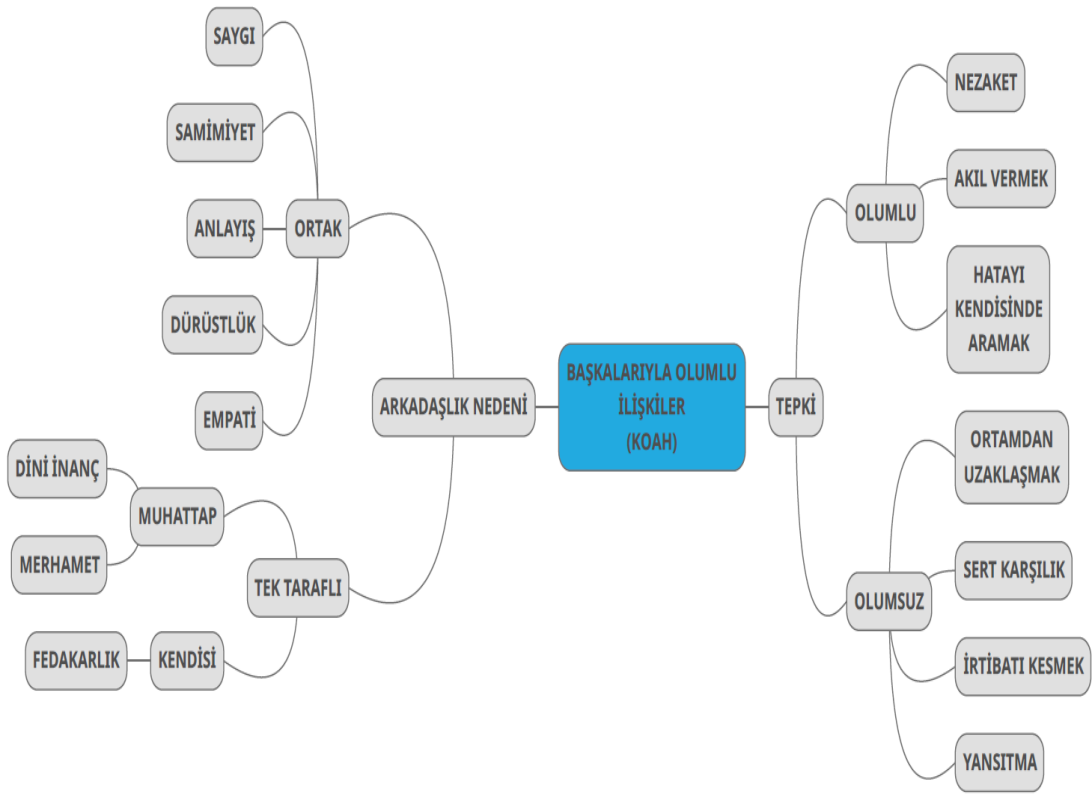 SAYGI
SAMİMİYET
ANLAYIŞ
ORTAK
DÜRÜSTLÜK
EMPATİ
ARKADAŞLIK NEDENİ
DİNİ İNANÇ
MUHATTAP
MERHAMET
TEK TARAFLI
FEDAKARLIK
KENDİSİ
BAŞKALARIYLA OLUMLU
İLİŞKİLER
(KOAH)
TEPKİ
NEZAKET
AKIL VERMEK
OLUMLU
HATAYI
KENDİSİNDE
ARAMAK
ORTAMDAN
UZAKLAŞMAK
SERT KARŞILIK
OLUMSUZ
İRTİBATI KESMEK
YANSITMA